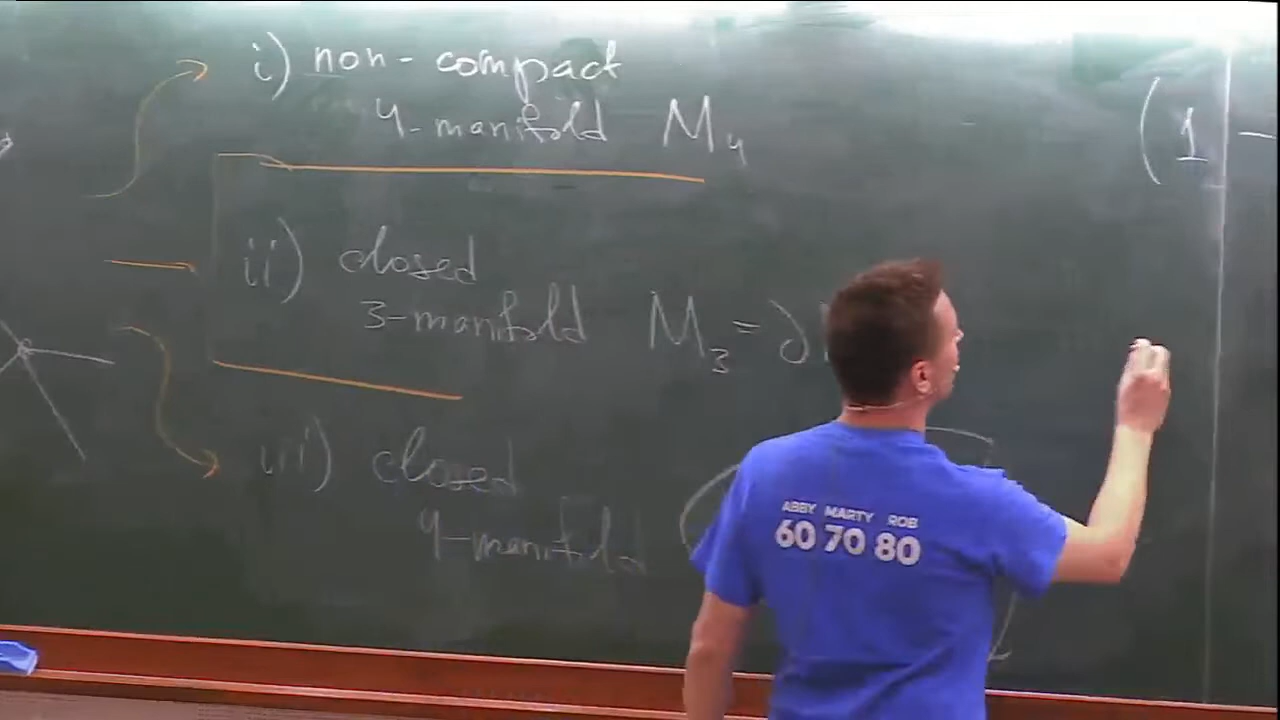 i) non-compact
4-manifold M₄
ii) closed
3-manifold M₃ = ∂
iii) closed
4-manifold
(1 —
ABBY MARTY ROB
60 70 80